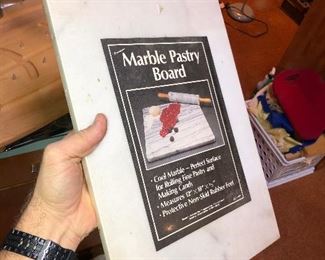 Marble Pastry
Board
· Cool Marble – Perfect Surface
for Rolling Fine Pastry and
Making Candy
· Measures 12" x 18" x
· Protective Non-Skid Rubber Feet